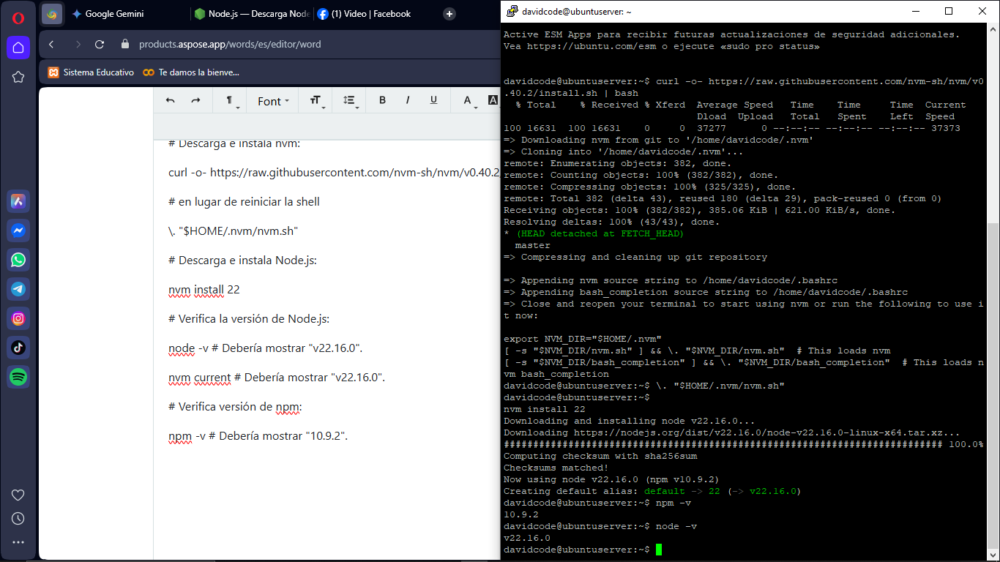 Google Gemini
Node.js — Descarga Node
(1) Video | Facebook
products.aspose.app/words/es/editor/word
Sistema Educativo
Te damos la bienve...
Font
B
I
U
A
A
# Descarga e instala nvm:
curl -o- https://raw.githubusercontent.com/nvm-sh/nvm/v0.40.2
# en lugar de reiniciar la shell
\. "$HOME/.nvm/nvm.sh"
# Descarga e instala Node.js:
nvm install 22
# Verifica la versión de Node.js:
node -v # Debería mostrar "v22.16.0".
nvm current # Debería mostrar "v22.16.0".
# Verifica versión de npm:
npm -v # Debería mostrar "10.9.2".
davidcode@ubuntuserver: ~
Active ESM Apps para recibir futuras actualizaciones de seguridad adicionales.
Vea https://ubuntu.com/esm o ejecute «sudo pro status»
davidcode@ubuntuserver:~$ curl -o- https://raw.githubusercontent.com/nvm-sh/nvm/v0
.40.2/install.sh | bash
  % Total    % Received % Xferd  Average Speed   Time    Time     Time  Current
                                 Dload  Upload   Total   Spent    Left  Speed
100 16631  100 16631    0     0  37277      0 --:--:-- --:--:-- --:--:-- 37373
=> Downloading nvm from git to '/home/davidcode/.nvm'
=> Cloning into '/home/davidcode/.nvm'...
remote: Enumerating objects: 382, done.
remote: Counting objects: 100% (382/382), done.
remote: Compressing objects: 100% (325/325), done.
remote: Total 382 (delta 43), reused 180 (delta 29), pack-reused 0 (from 0)
Receiving objects: 100% (382/382), 385.06 KiB | 621.00 KiB/s, done.
Resolving deltas: 100% (43/43), done.
* (HEAD detached at FETCH_HEAD)
  master
=> Compressing and cleaning up git repository
=> Appending nvm source string to /home/davidcode/.bashrc
=> Appending bash_completion source string to /home/davidcode/.bashrc
=> Close and reopen your terminal to start using nvm or run the following to use i
t now:
export NVM_DIR="$HOME/.nvm"
[ -s "$NVM_DIR/nvm.sh" ] && \. "$NVM_DIR/nvm.sh"  # This loads nvm
[ -s "$NVM_DIR/bash_completion" ] && \. "$NVM_DIR/bash_completion"  # This loads n
vm bash_completion
davidcode@ubuntuserver:~$ \. "$HOME/.nvm/nvm.sh"
davidcode@ubuntuserver:~$
nvm install 22
Downloading and installing node v22.16.0...
Downloading https://nodejs.org/dist/v22.16.0/node-v22.16.0-linux-x64.tar.xz...
########################################################################### 100.0%
Computing checksum with sha256sum
Checksums matched!
Now using node v22.16.0 (npm v10.9.2)
Creating default alias: default -> 22 (-> v22.16.0)
davidcode@ubuntuserver:~$ npm -v
10.9.2
davidcode@ubuntuserver:~$ node -v
v22.16.0
davidcode@ubuntuserver:~$